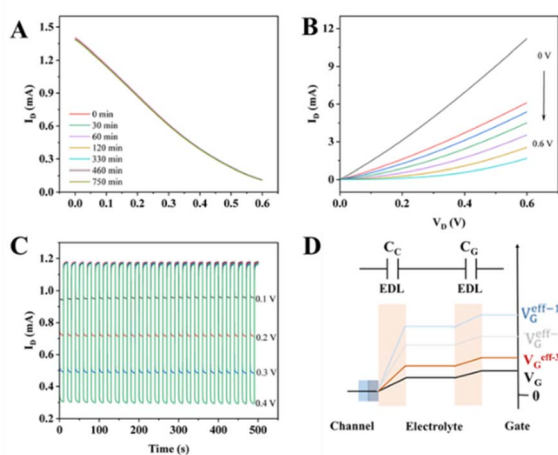 A
I_D (mA)
1.5
1.2
0.9
0.6
0.3
0.0
0 min
30 min
60 min
120 min
330 min
460 min
750 min
0.0 0.1 0.2 0.3 0.4 0.5 0.6
B
I_D (mA)
12
9
6
3
0
0 V
0.6 V
0.0 0.2 0.4 0.6
V_D (V)
C
I_D (mA)
1.4
1.2
1.0
0.8
0.6
0.4
0.2
0.1 V
0.2 V
0.3 V
0.4 V
0 100 200 300 400 500
Time (s)
D
C_C C_G
EDL EDL
V_G^eff-1
V_G^eff-3
V_G
0
Channel Electrolyte Gate